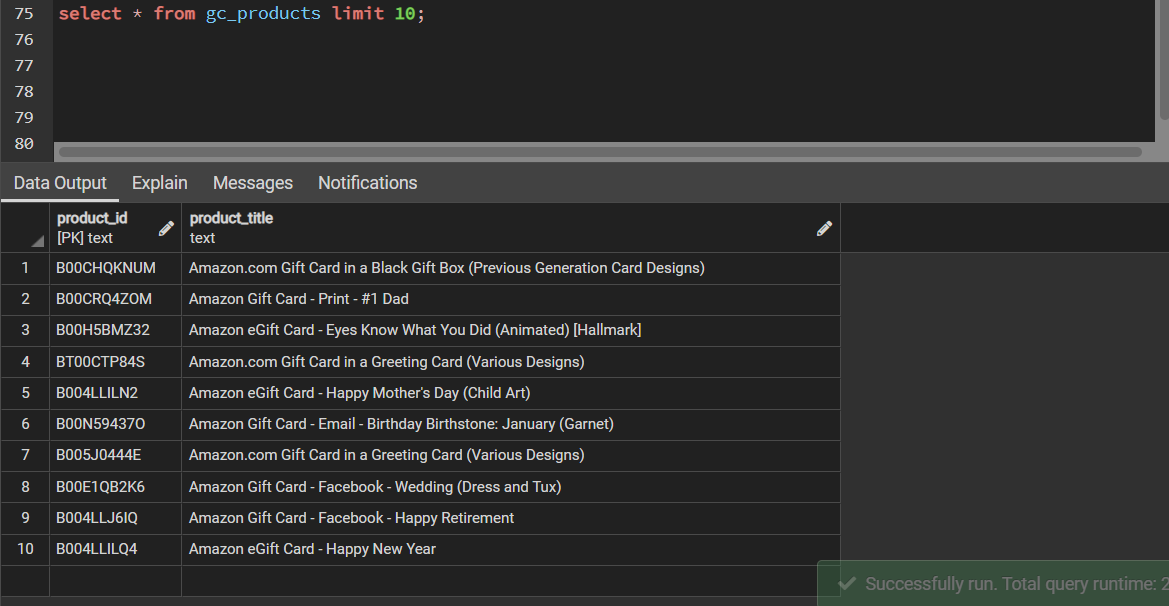 75 select * from gc_products limit 10;
76
77
78
79
80
Data Output Explain Messages Notifications
product_id product_title
[PK] text text
1 B00CHQKNUM Amazon.com Gift Card in a Black Gift Box (Previous Generation Card Designs)
2 B00CRQ4ZOM Amazon Gift Card - Print - #1 Dad
3 B00H5BMZ32 Amazon eGift Card - Eyes Know What You Did (Animated) [Hallmark]
4 BT00CTP84S Amazon.com Gift Card in a Greeting Card (Various Designs)
5 B004LLILN2 Amazon eGift Card - Happy Mother's Day (Child Art)
6 B00N59437O Amazon Gift Card - Email - Birthday Birthstone: January (Garnet)
7 B005J0444E Amazon.com Gift Card in a Greeting Card (Various Designs)
8 B00E1QB2K6 Amazon Gift Card - Facebook - Wedding (Dress and Tux)
9 B004LLJ6IQ Amazon Gift Card - Facebook - Happy Retirement
10 B004LLILQ4 Amazon eGift Card - Happy New Year
Successfully run. Total query runtime: 2